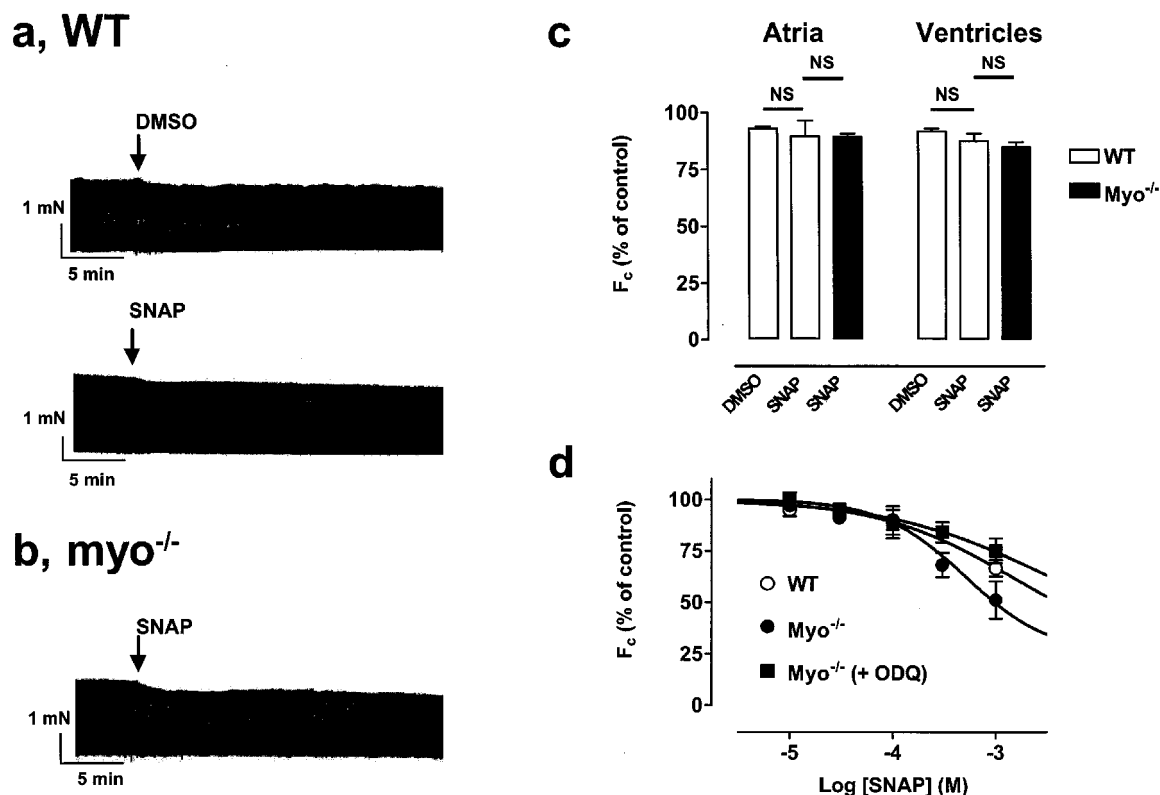 a, WT
DMSO
1 mN
5 min
SNAP
1 mN
5 min
b, myo-/-
SNAP
1 mN
5 min
c
Atria
Ventricles
NS
NS
NS
NS
Fc (% of control)
100
75
50
25
0
DMSO
SNAP
SNAP
DMSO
SNAP
SNAP
WT
Myo-/-
d
Fc (% of control)
100
75
50
25
0
WT
Myo-/-
Myo-/- (+ ODQ)
-5
-4
-3
Log [SNAP] (M)